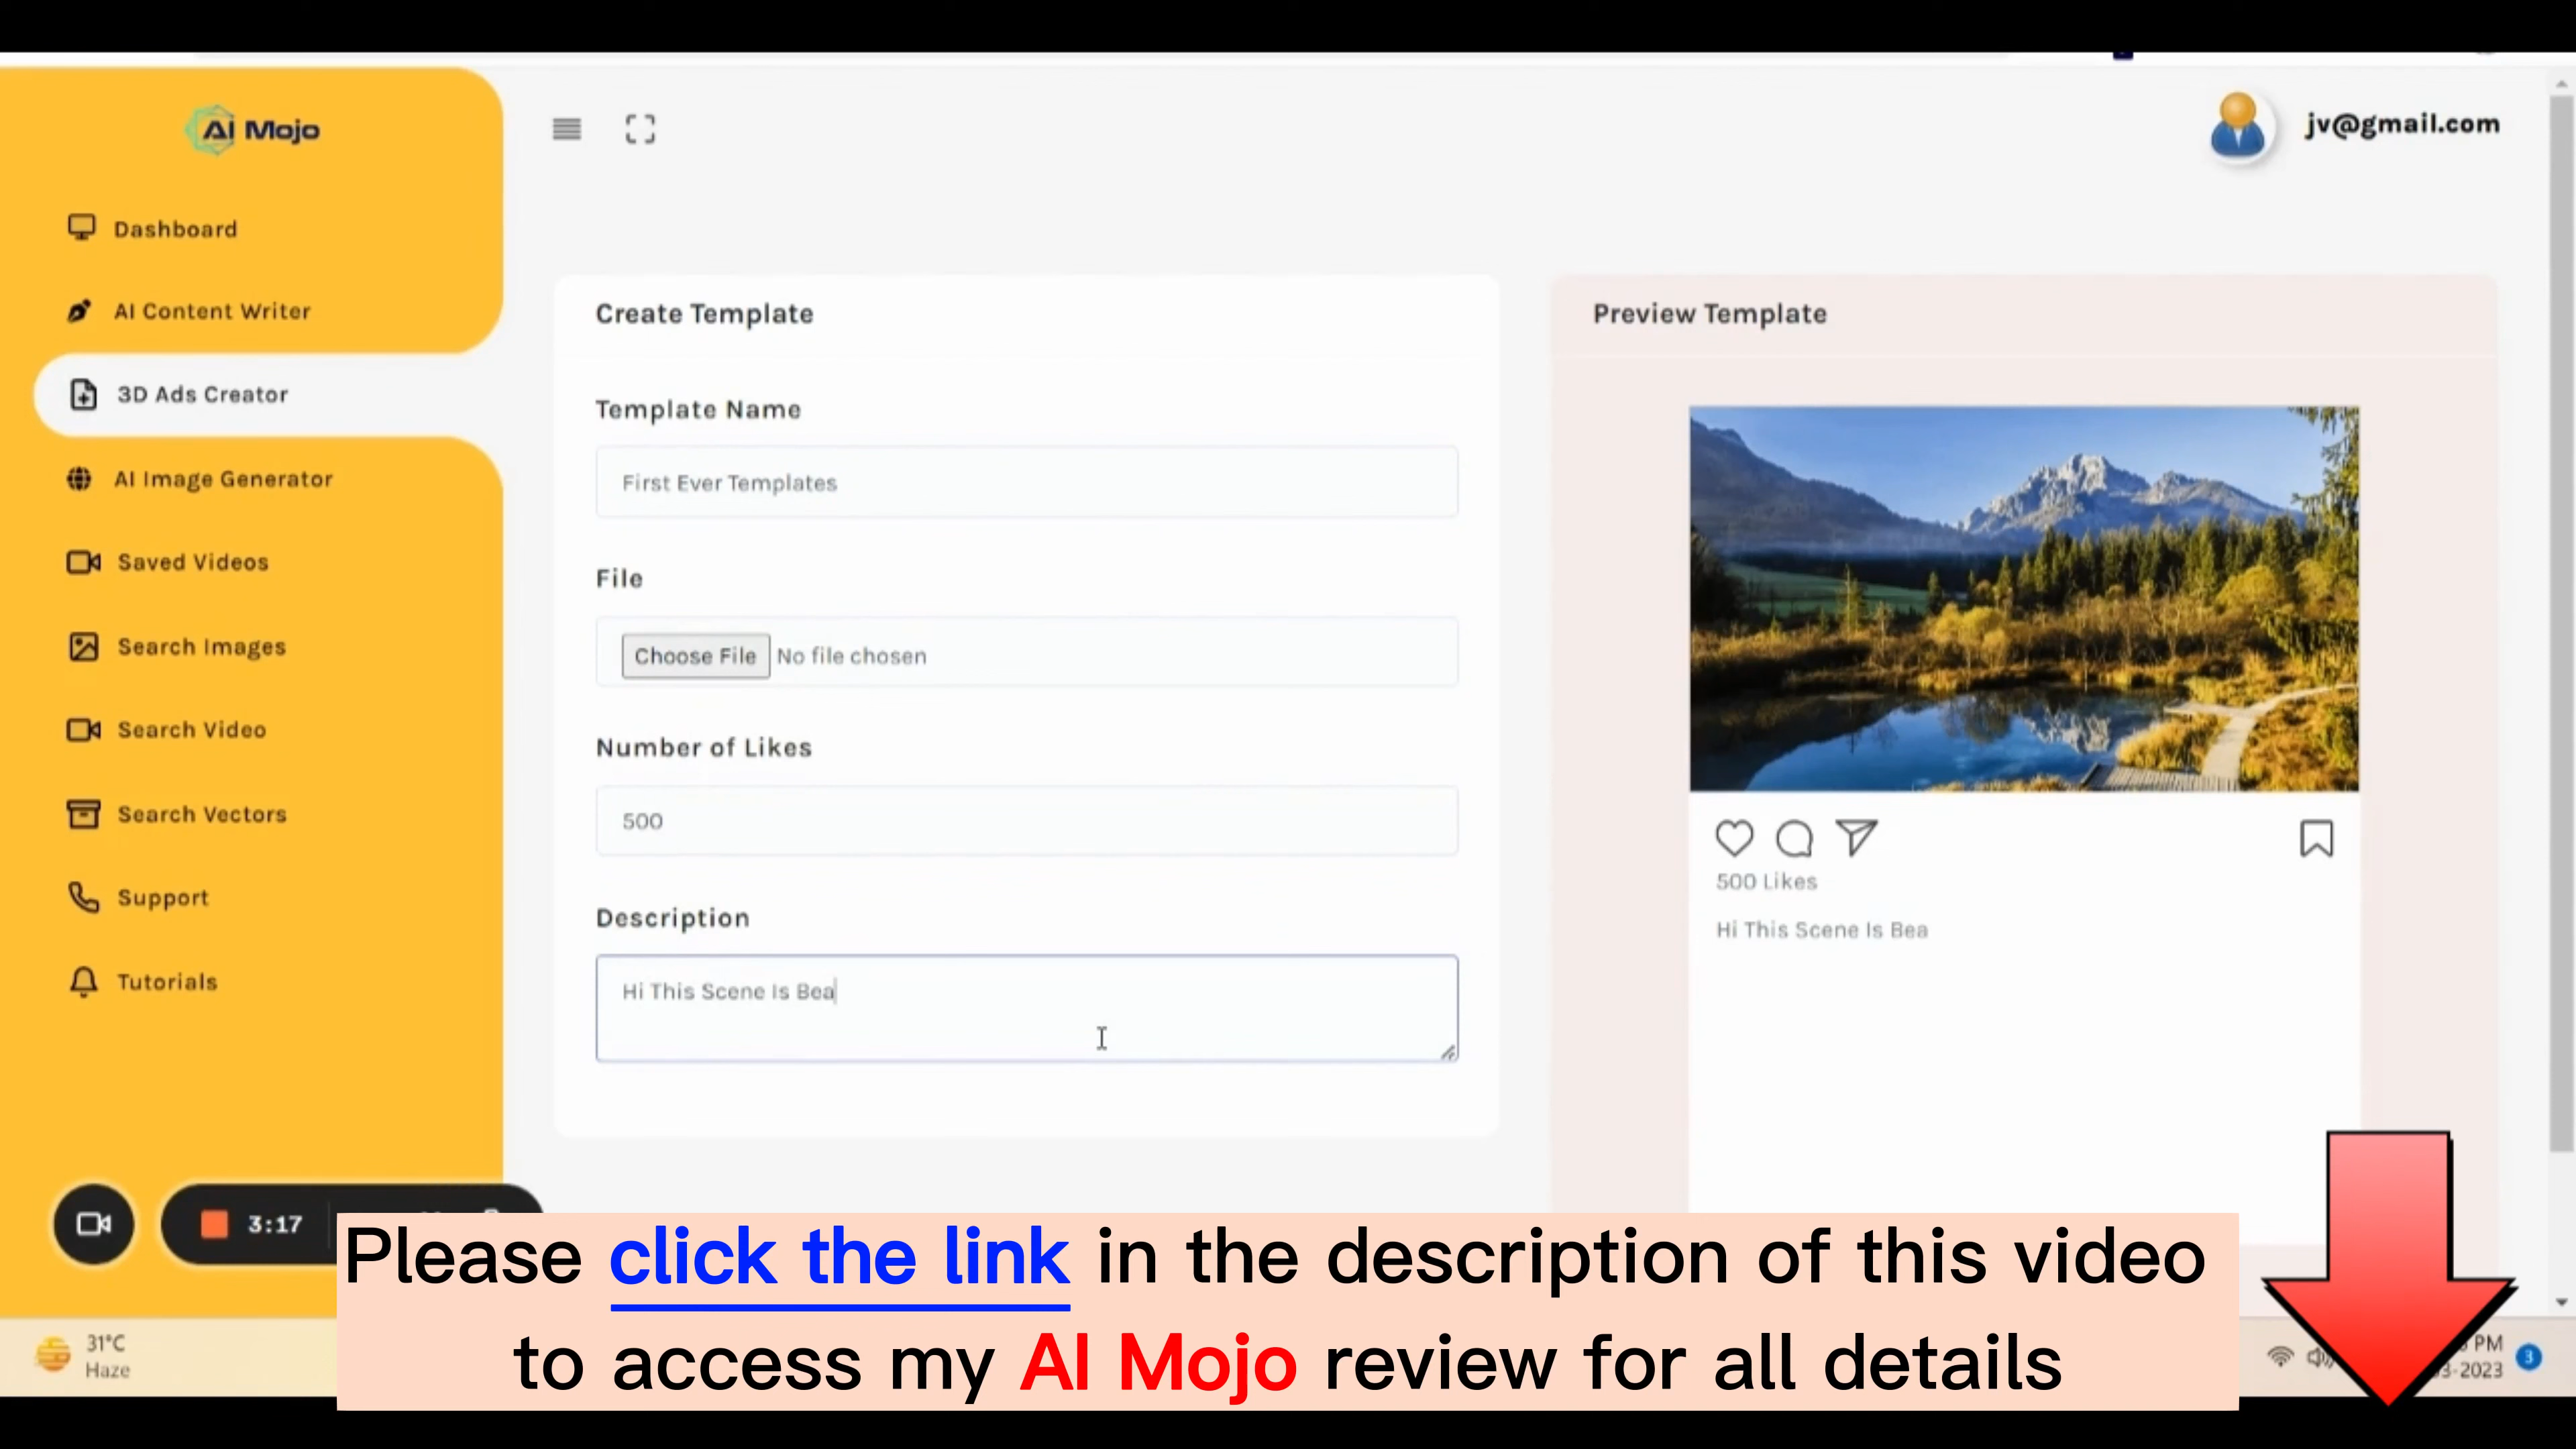 AI Mojo
jv@gmail.com
Dashboard
AI Content Writer
3D Ads Creator
AI Image Generator
Saved Videos
Search Images
Search Video
Search Vectors
Support
Tutorials
Create Template
Template Name
First Ever Templates
File
Choose File No file chosen
Number of Likes
500
Description
Hi This Scene Is Bea
Preview Template
500 Likes
Hi This Scene Is Bea
3:17
Please click the link in the description of this video
to access my AI Mojo review for all details
31°C
Haze
PM
3-2023
3